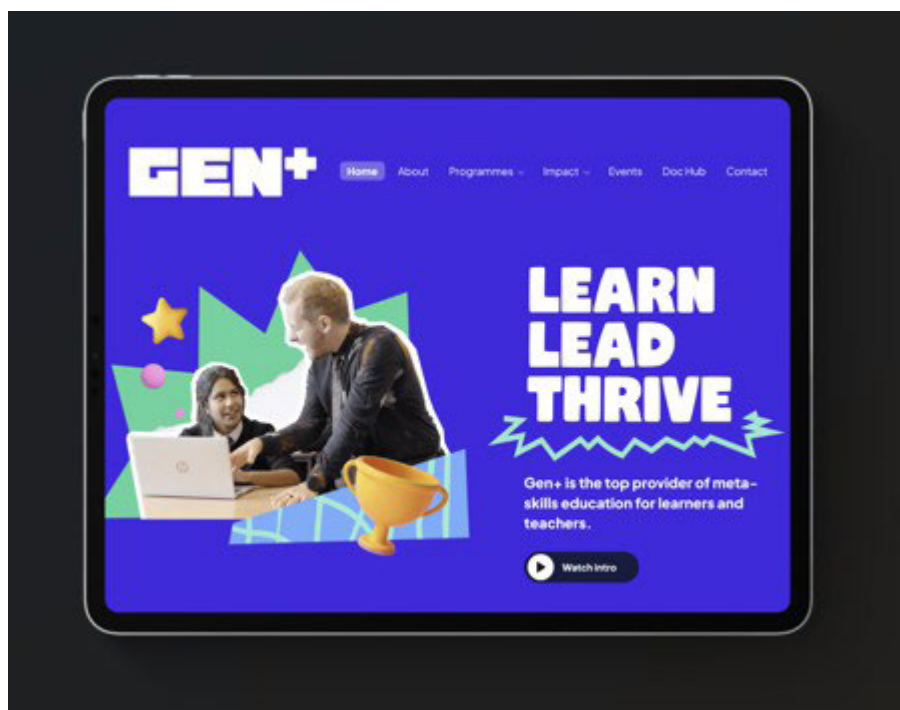 GEN+
Home About Programmes Impact Events Doc Hub Contact
LEARN
LEAD
THRIVE
Gen+ is the top provider of meta-
skills education for learners and
teachers.
Watch intro